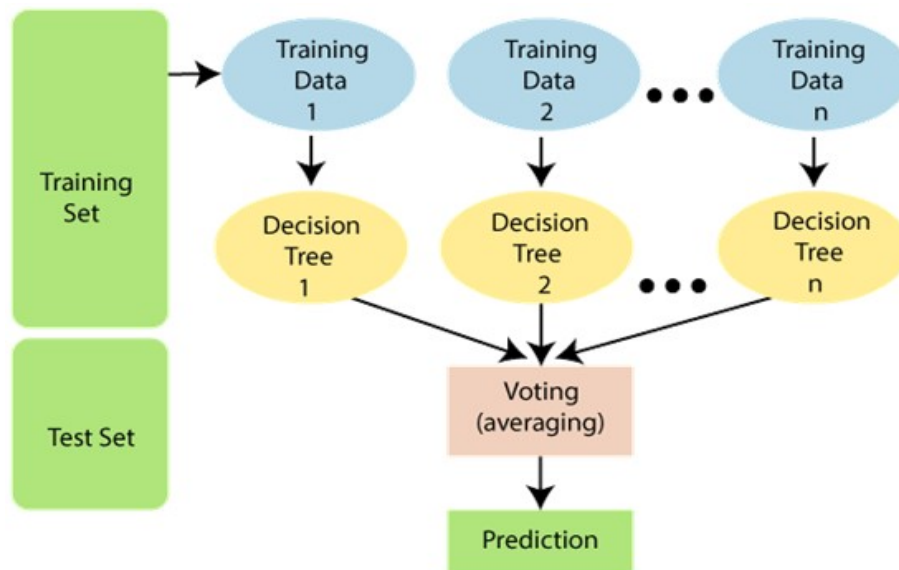 Training
Set
Test Set
Training
Data
1
Training
Data
2
Training
Data
n
Decision
Tree
1
Decision
Tree
2
Decision
Tree
n
Voting
(averaging)
Prediction